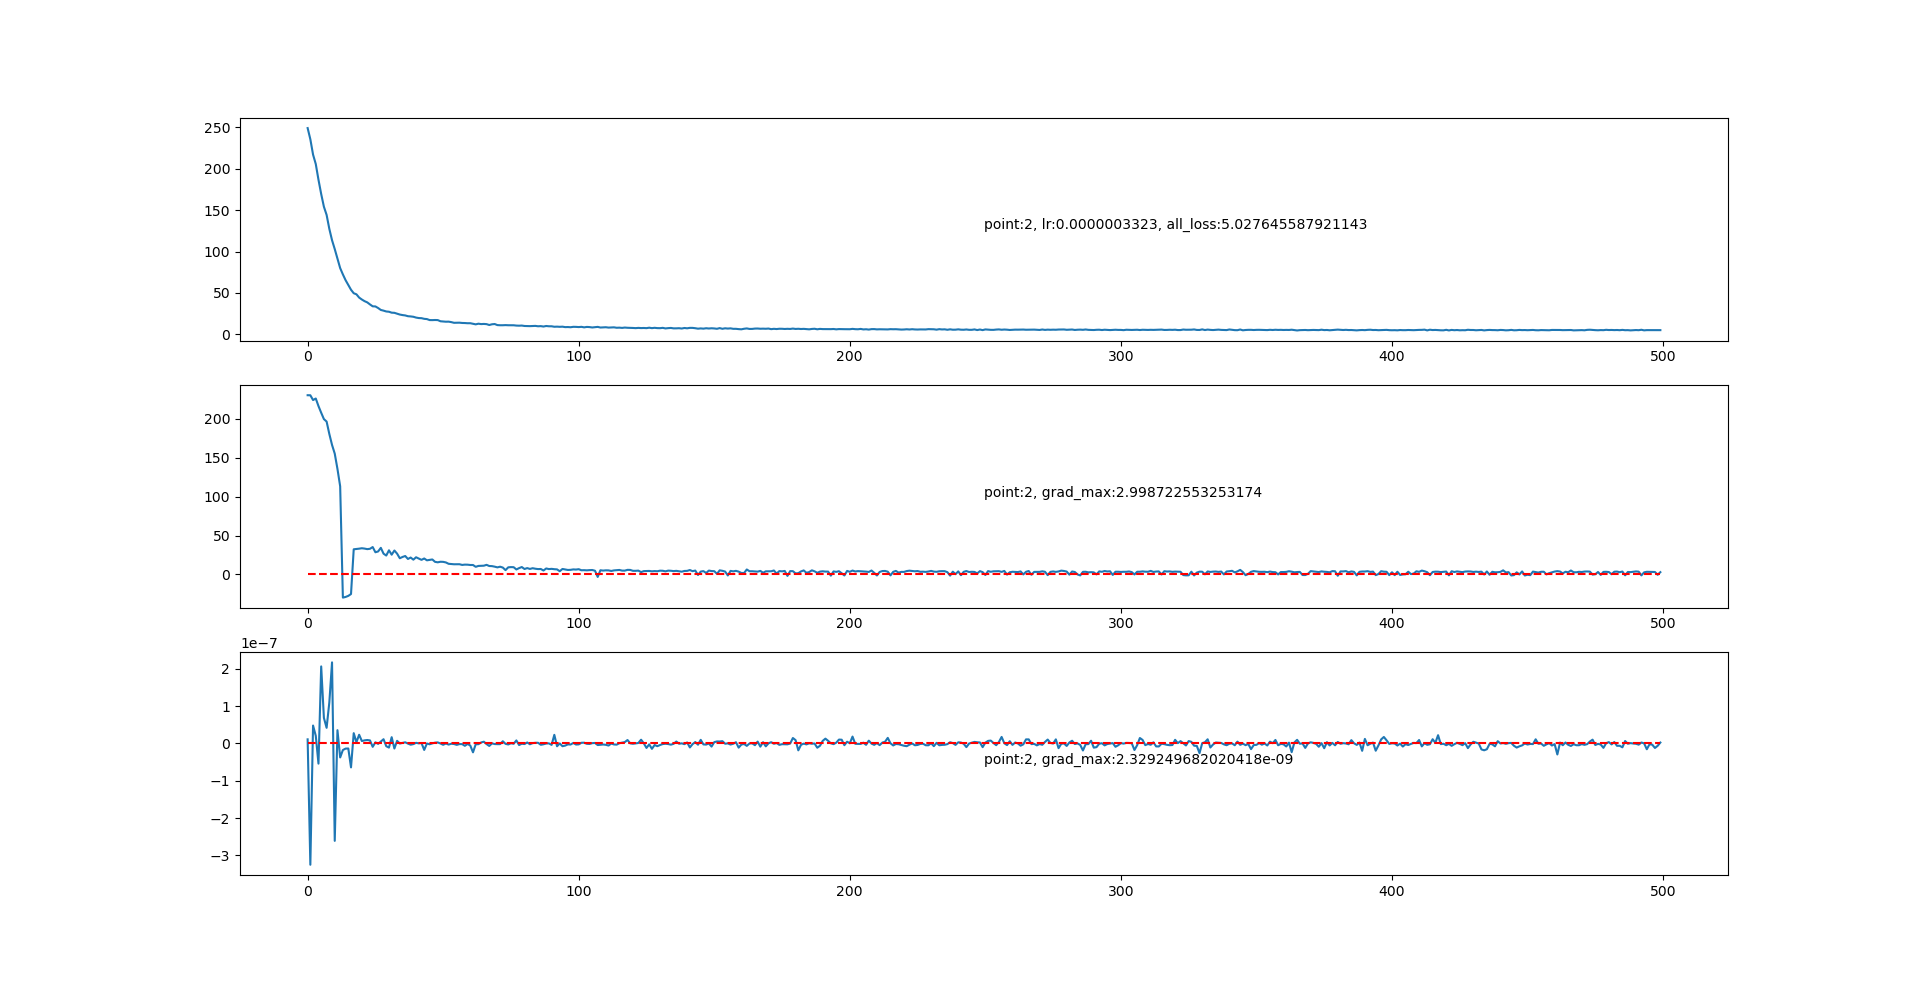 250
200
150
100
50
0
point:2, lr:0.0000003323, all_loss:5.027645587921143
0 100 200 300 400 500
200
150
100
50
0
point:2, grad_max:2.998722553253174
0 100 200 300 400 500
1e−7
2
1
0
−1
−2
−3
point:2, grad_max:2.329249682020418e-09
0 100 200 300 400 500